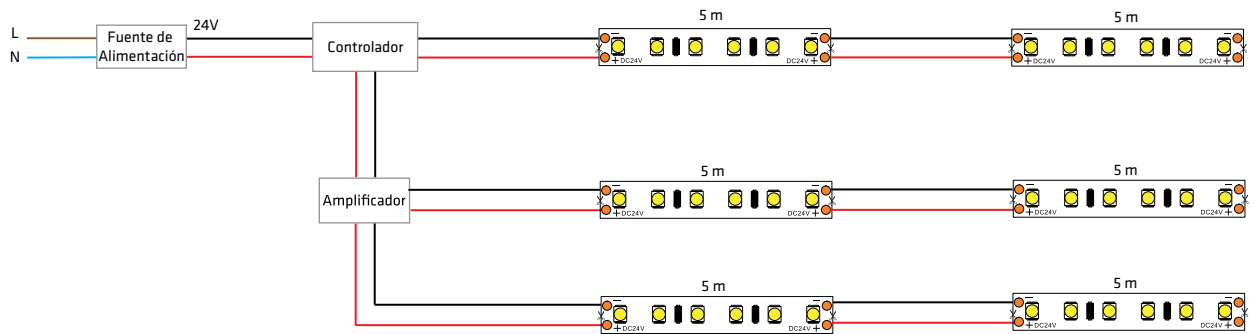 5 m
5 m
L
N
Fuente de
Alimentación
24V
Controlador
− −
+ DC24V DC24V +
− −
+ DC24V DC24V +
5 m
5 m
Amplificador
− −
+ DC24V DC24V +
− −
+ DC24V DC24V +
5 m
5 m
− −
+ DC24V DC24V +
− −
+ DC24V DC24V +